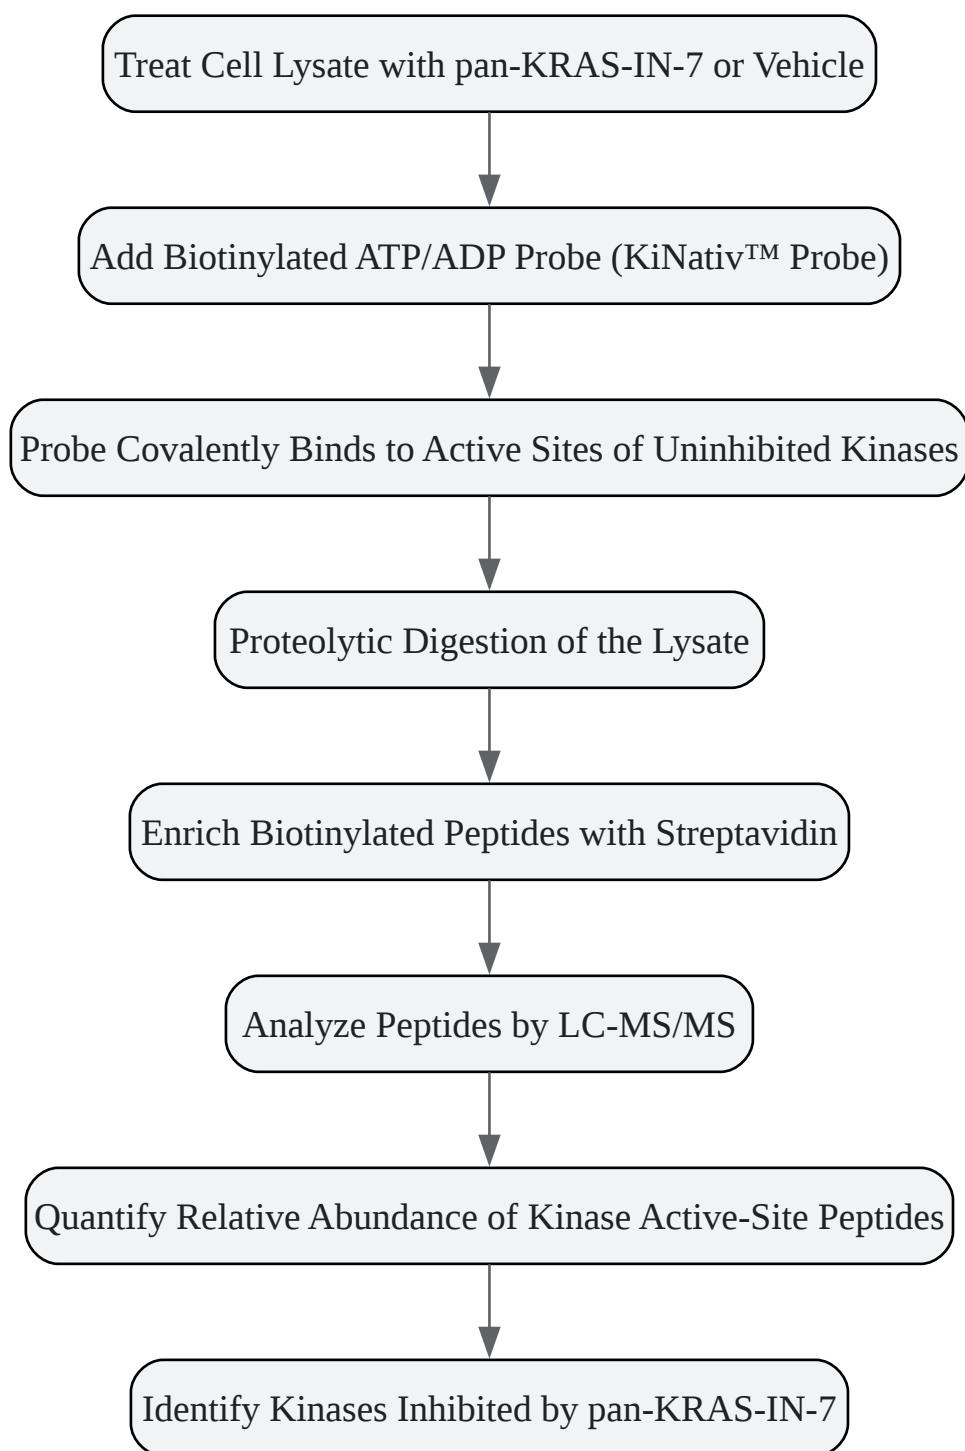 Treat Cell Lysate with pan-KRAS-IN-7 or Vehicle
Add Biotinylated ATP/ADP Probe (KiNativ™ Probe)
Probe Covalently Binds to Active Sites of Uninhibited Kinases
Proteolytic Digestion of the Lysate
Enrich Biotinylated Peptides with Streptavidin
Analyze Peptides by LC-MS/MS
Quantify Relative Abundance of Kinase Active-Site Peptides
Identify Kinases Inhibited by pan-KRAS-IN-7